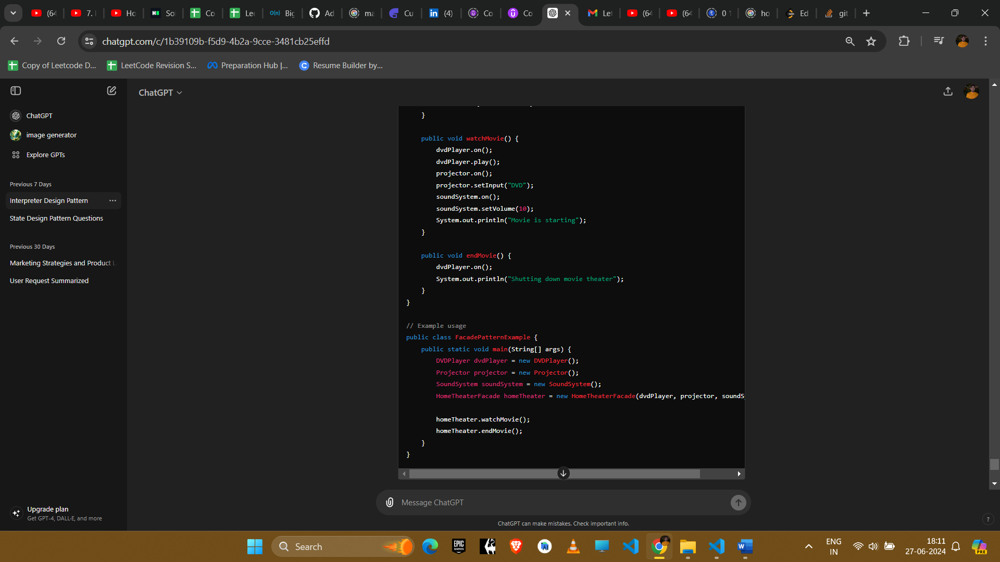 (64
7. I
Ho
Sol
Co
Lee
O(n) Big
Ad
ma
Cu
(4)
Co
Co
Let
(64
(64
0 1
ho
Ed
git
chatgpt.com/c/1b39109b-f5d9-4b2a-9cce-3481cb25effd
Copy of Leetcode D...
LeetCode Revision S...
Preparation Hub |...
Resume Builder by...
ChatGPT
ChatGPT
image generator
Explore GPTs
Previous 7 Days
Interpreter Design Pattern
State Design Pattern Questions
Previous 30 Days
Marketing Strategies and Product L
User Request Summarized
}
public void watchMovie() {
dvdPlayer.on();
dvdPlayer.play();
projector.on();
projector.setInput("DVD");
soundSystem.on();
soundSystem.setVolume(10);
System.out.println("Movie is starting");
}
public void endMovie() {
dvdPlayer.on();
System.out.println("Shutting down movie theater");
}
}
// Example usage
public class FacadePatternExample {
public static void main(String[] args) {
DVDPlayer dvdPlayer = new DVDPlayer();
Projector projector = new Projector();
SoundSystem soundSystem = new SoundSystem();
HomeTheaterFacade homeTheater = new HomeTheaterFacade(dvdPlayer, projector, soundS
homeTheater.watchMovie();
homeTheater.endMovie();
}
}
Upgrade plan
Get GPT-4, DALL·E, and more
Message ChatGPT
ChatGPT can make mistakes. Check important info.
?
Search
EPIC GAMES
ENG
IN
18:11
27-06-2024
PRE